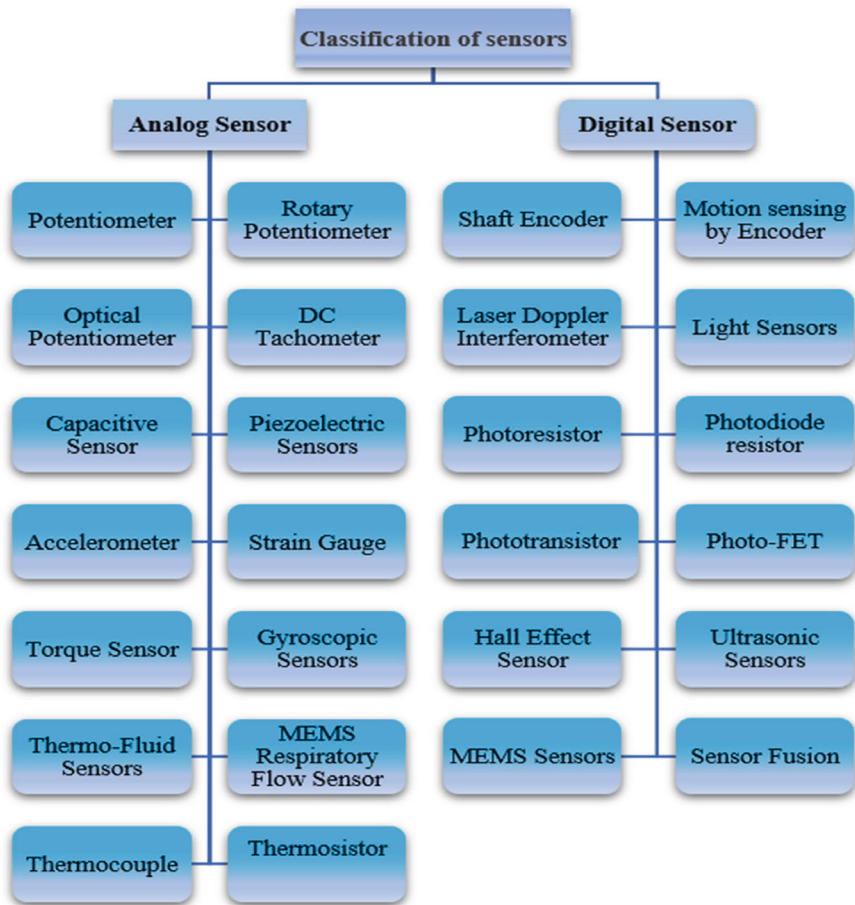 Classification of sensors
Analog Sensor
Digital Sensor
Potentiometer
Rotary
Potentiometer
Shaft Encoder
Motion sensing
by Encoder
Optical
Potentiometer
DC
Tachometer
Laser Doppler
Interferometer
Light Sensors
Capacitive
Sensor
Piezoelectric
Sensors
Photoresistor
Photodiode
resistor
Accelerometer
Strain Gauge
Phototransistor
Photo-FET
Torque Sensor
Gyroscopic
Sensors
Hall Effect
Sensor
Ultrasonic
Sensors
Thermo-Fluid
Sensors
MEMS
Respiratory
Flow Sensor
MEMS Sensors
Sensor Fusion
Thermocouple
Thermosistor